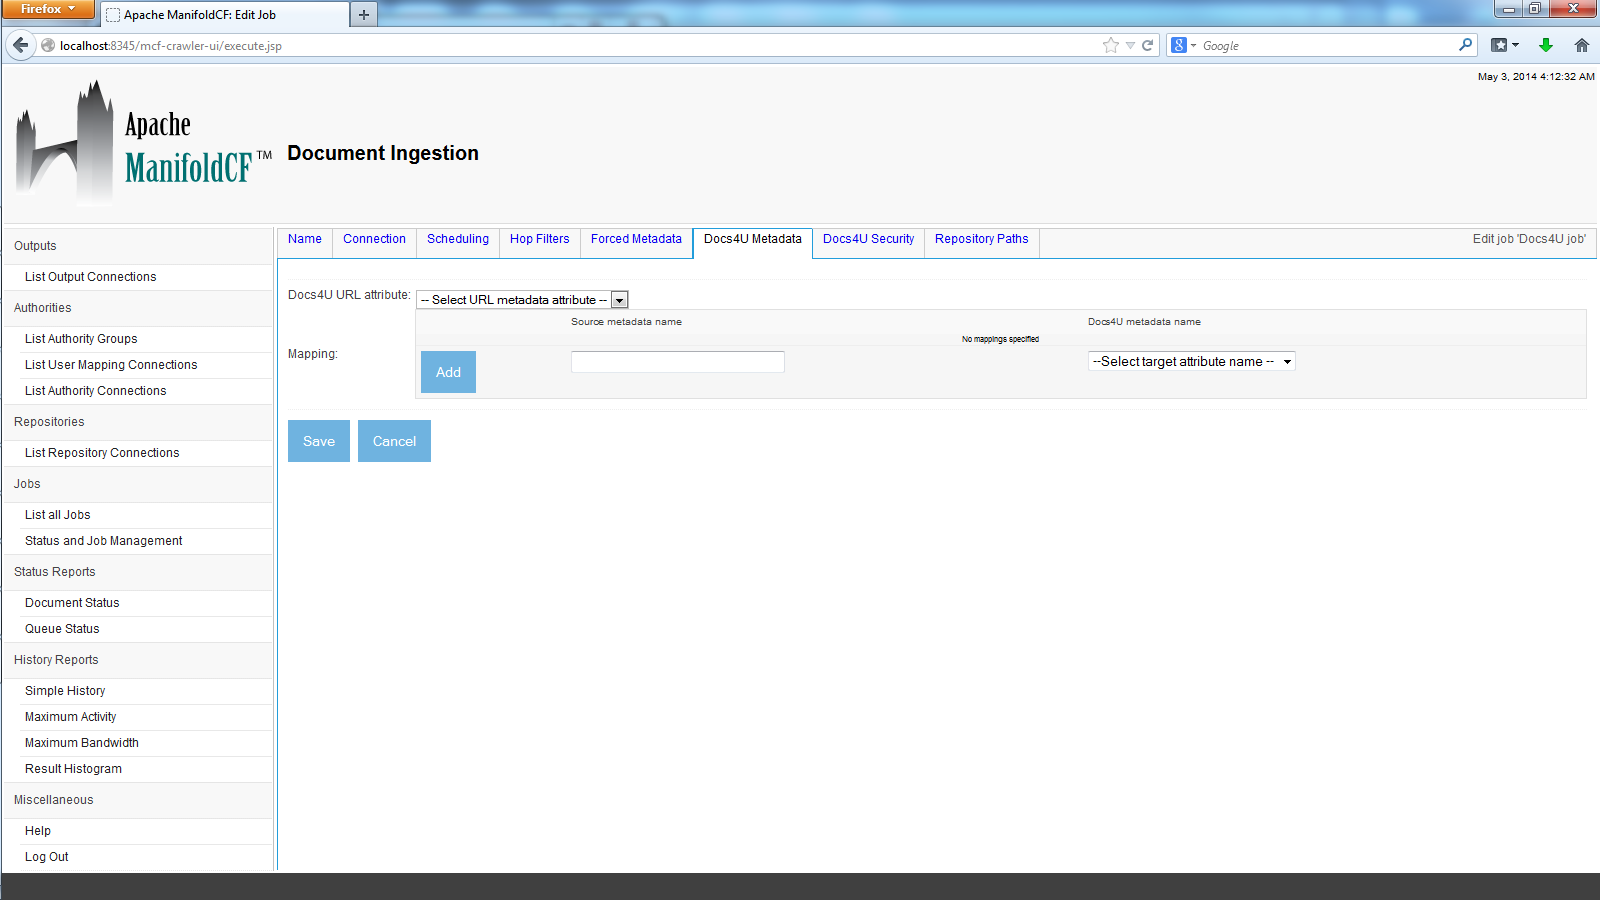 Firefox
Apache ManifoldCF: Edit Job
localhost:8345/mcf-crawler-ui/execute.jsp
Google
May 3, 2014 4:12:32 AM
Apache
ManifoldCF™
Document Ingestion
Outputs
List Output Connections
Authorities
List Authority Groups
List User Mapping Connections
List Authority Connections
Repositories
List Repository Connections
Jobs
List all Jobs
Status and Job Management
Status Reports
Document Status
Queue Status
History Reports
Simple History
Maximum Activity
Maximum Bandwidth
Result Histogram
Miscellaneous
Help
Log Out
Name Connection Scheduling Hop Filters Forced Metadata Docs4U Metadata Docs4U Security Repository Paths Edit job 'Docs4U job'
Docs4U URL attribute: -- Select URL metadata attribute --
Source metadata name Docs4U metadata name
No mappings specified
Mapping:
Add --Select target attribute name --
Save Cancel